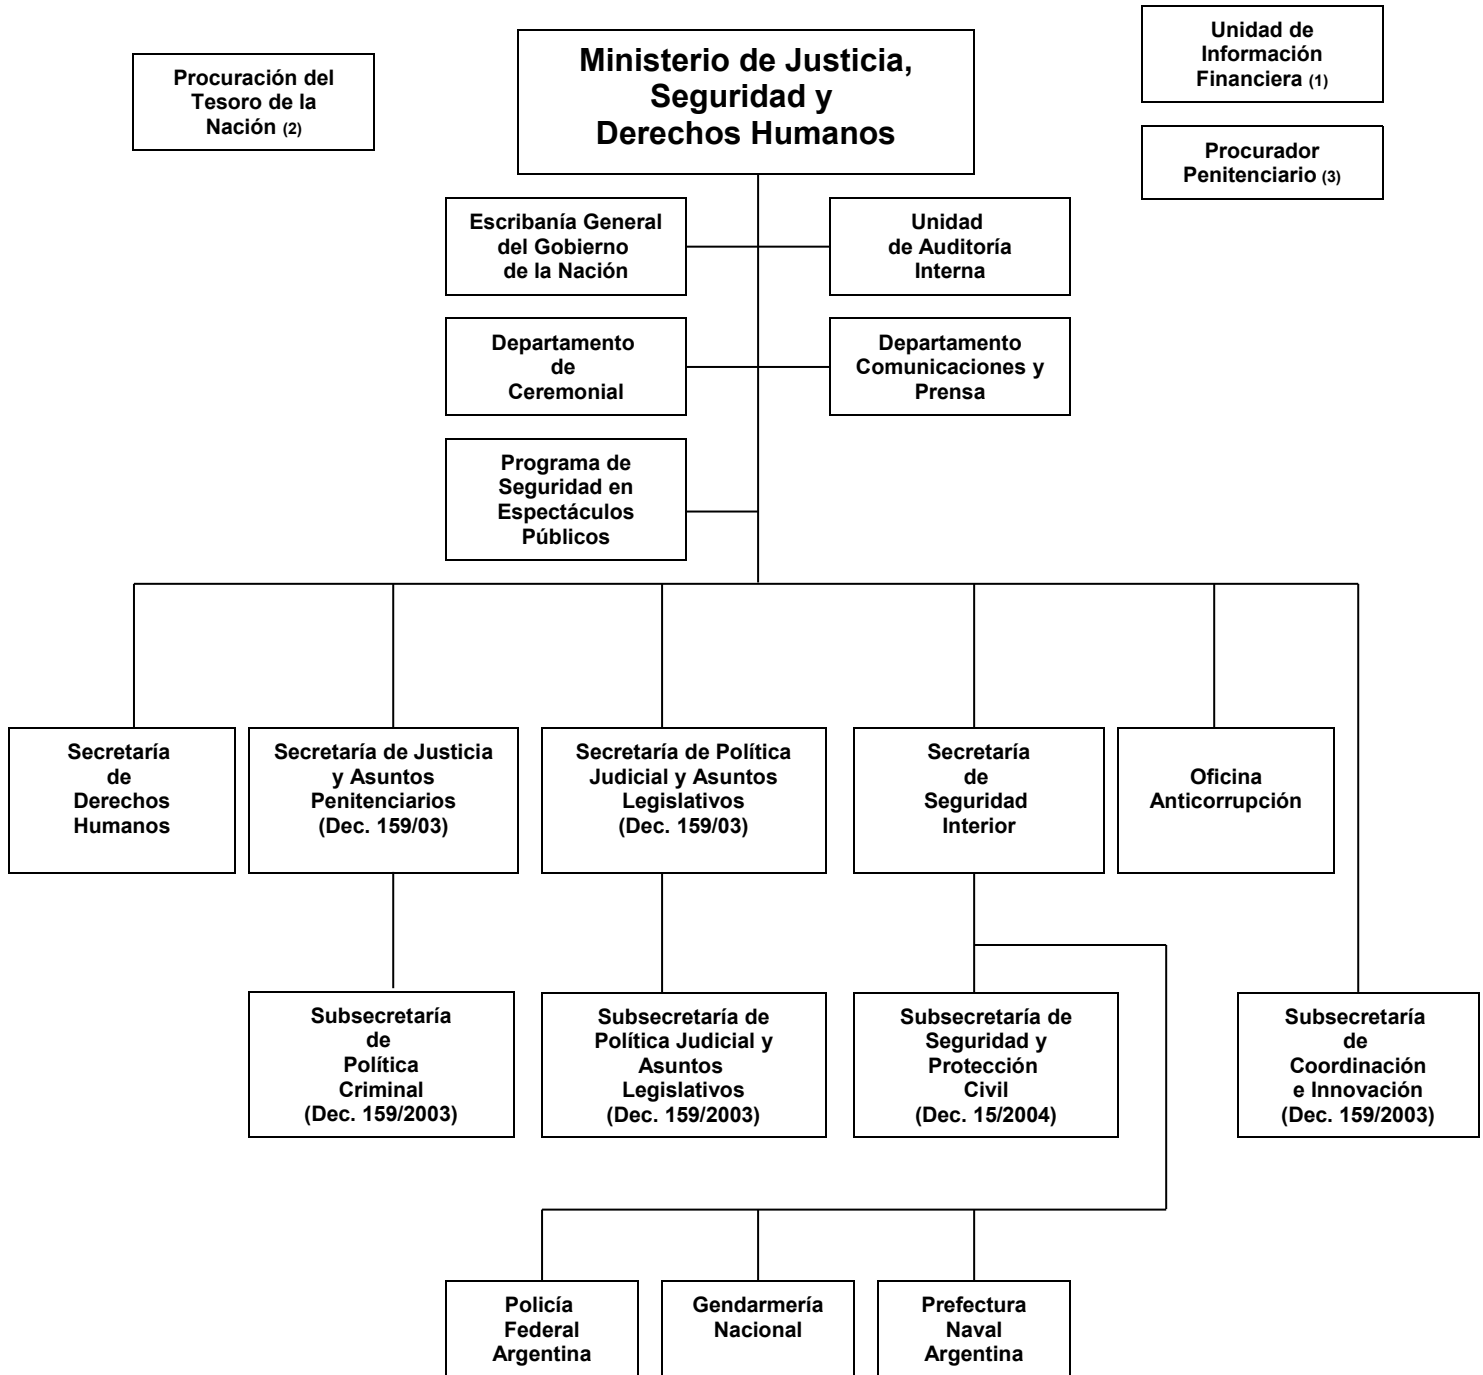 Procuración del
Tesoro de la
Nación (2)
Ministerio de Justicia,
Seguridad y
Derechos Humanos
Unidad de
Información
Financiera (1)
Procurador
Penitenciario (3)
Escribanía General
del Gobierno
de la Nación
Unidad
de Auditoría
Interna
Departamento
de
Ceremonial
Departamento
Comunicaciones y
Prensa
Programa de
Seguridad en
Espectáculos
Públicos
Secretaría
de
Derechos
Humanos
Secretaría de Justicia
y Asuntos
Penitenciarios
(Dec. 159/03)
Secretaría de Política
Judicial y Asuntos
Legislativos
(Dec. 159/03)
Secretaría
de
Seguridad
Interior
Oficina
Anticorrupción
Subsecretaría
de
Política
Criminal
(Dec. 159/2003)
Subsecretaría de
Política Judicial y
Asuntos
Legislativos
(Dec. 159/2003)
Subsecretaría de
Seguridad y
Protección
Civil
(Dec. 15/2004)
Subsecretaría
de
Coordinación
e Innovación
(Dec. 159/2003)
Policía
Federal
Argentina
Gendarmería
Nacional
Prefectura
Naval
Argentina